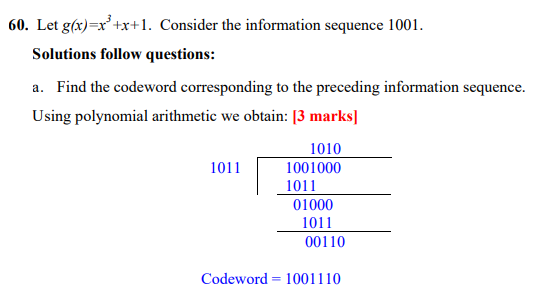 60. Let g(x)=x³+x+1. Consider the information sequence 1001.
Solutions follow questions:
a. Find the codeword corresponding to the preceding information sequence.
Using polynomial arithmetic we obtain: [3 marks]
1010
1011 1001000
1011
01000
1011
00110
Codeword = 1001110